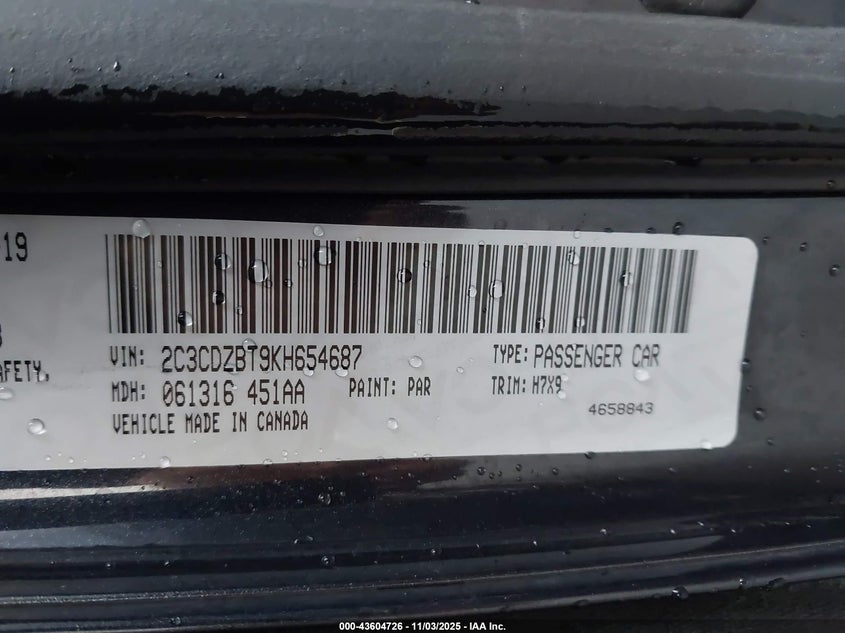 19
AFETY,
VIN: 2C3CDZBT9KH654687 TYPE: PASSENGER CAR
MDH: 061316 451AA PAINT: PAR TRIM: H7X9
VEHICLE MADE IN CANADA 4658843
000-43604726 - 11/03/2025 - IAA Inc.